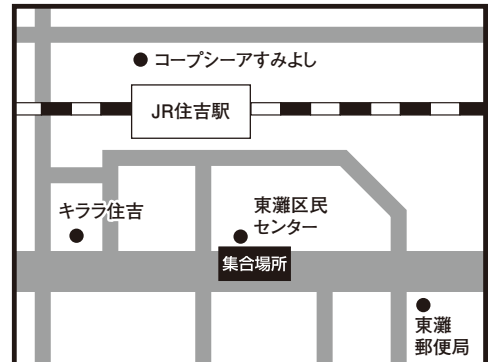 コープシーアすみよし
JR住吉駅
キララ住吉
東灘区民
センター
集合場所
東灘
郵便局